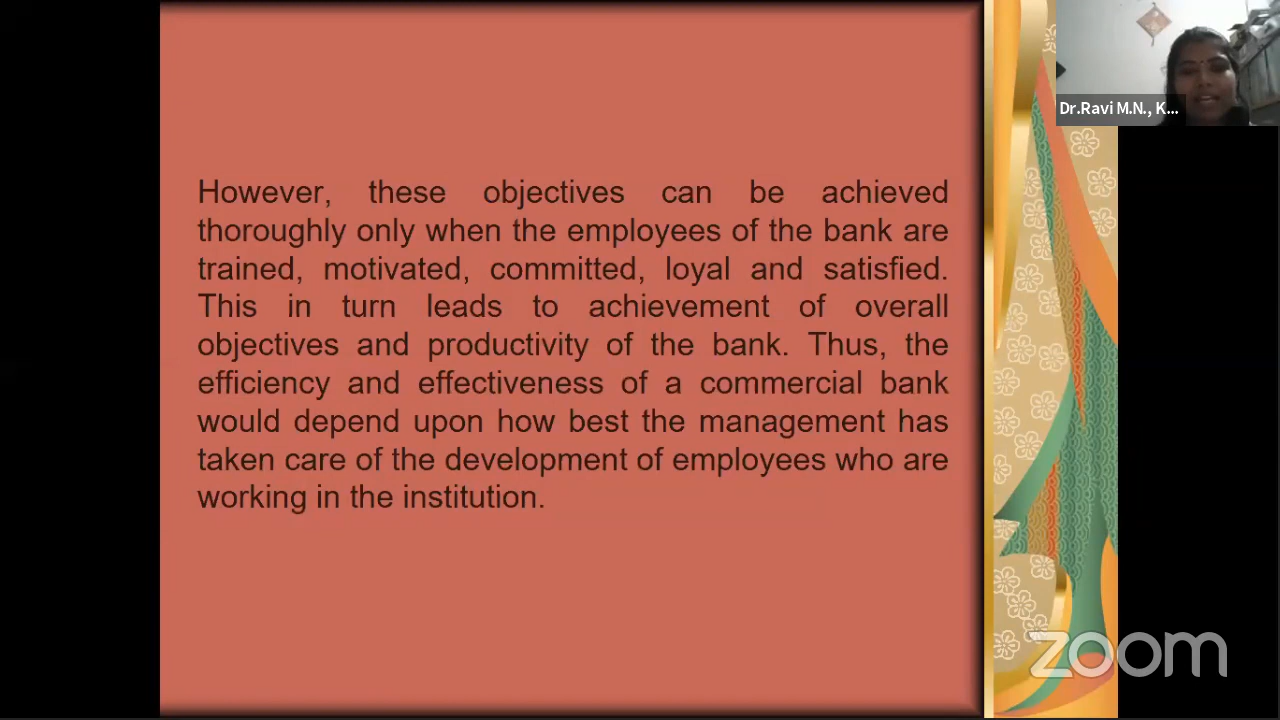 However, these objectives can be achieved
thoroughly only when the employees of the bank are
trained, motivated, committed, loyal and satisfied.
This in turn leads to achievement of overall
objectives and productivity of the bank. Thus, the
efficiency and effectiveness of a commercial bank
would depend upon how best the management has
taken care of the development of employees who are
working in the institution.
Dr.Ravi M.N., K...
zoom